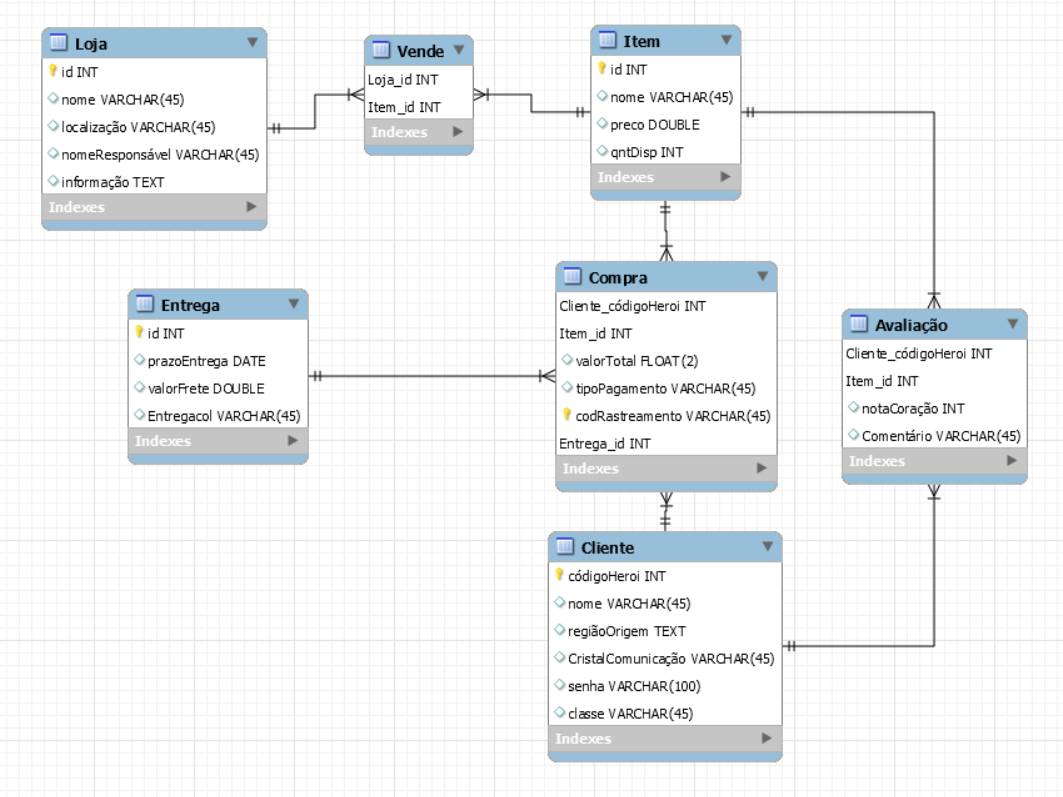 Loja
id INT
nome VARCHAR(45)
localização VARCHAR(45)
nomeResponsável VARCHAR(45)
informação TEXT
Indexes
Vende
Loja_id INT
Item_id INT
Indexes
Item
id INT
nome VARCHAR(45)
preco DOUBLE
qntDisp INT
Indexes
Entrega
id INT
prazoEntrega DATE
valorFrete DOUBLE
Entregacol VARCHAR(45)
Indexes
Compra
Cliente_códigoHeroi INT
Item_id INT
valorTotal FLOAT(2)
tipoPagamento VARCHAR(45)
codRastreamento VARCHAR(45)
Entrega_id INT
Indexes
Avaliação
Cliente_códigoHeroi INT
Item_id INT
notaCoração INT
Comentário VARCHAR(45)
Indexes
Cliente
códigoHeroi INT
nome VARCHAR(45)
regiãoOrigem TEXT
CristalComunicação VARCHAR(45)
senha VARCHAR(100)
classe VARCHAR(45)
Indexes